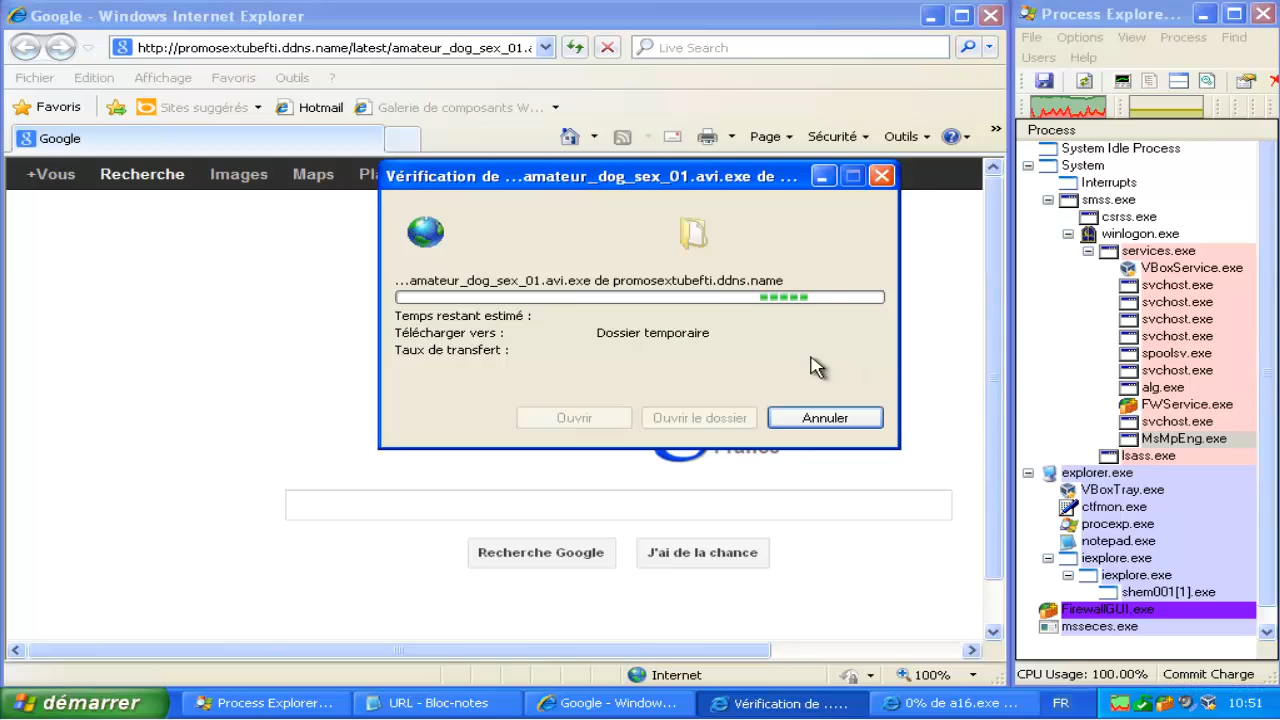 Google - Windows Internet Explorer
http://promosextubefti.ddns.name/latest/amateur_dog_sex_01.a
Live Search
Fichier Edition Affichage Favoris Outils ?
Favoris Sites suggérés Hotmail Galerie de composants W...
Google
Page Sécurité Outils
+Vous Recherche Images Maps Pla
Vérification de ...amateur_dog_sex_01.avi.exe de ...
...amateur_dog_sex_01.avi.exe de promosextubefti.ddns.name
Temps restant estimé :
Télécharger vers : Dossier temporaire
Taux de transfert :
Ouvrir Ouvrir le dossier Annuler
France
Recherche Google J'ai de la chance
Internet 100%
Process Explore...
File Options View Process Find
Users Help
Process
System Idle Process
System
Interrupts
smss.exe
csrss.exe
winlogon.exe
services.exe
VBoxService.exe
svchost.exe
svchost.exe
svchost.exe
svchost.exe
spoolsv.exe
svchost.exe
alg.exe
FWService.exe
svchost.exe
MsMpEng.exe
lsass.exe
explorer.exe
VBoxTray.exe
ctfmon.exe
procexp.exe
notepad.exe
iexplore.exe
iexplore.exe
shem001[1].exe
FirewallGUI.exe
msseces.exe
CPU Usage: 100.00% Commit Charge
démarrer Process Explorer... URL - Bloc-notes Google - Window... Vérification de ..... 0% de a16.exe ... FR 10:51